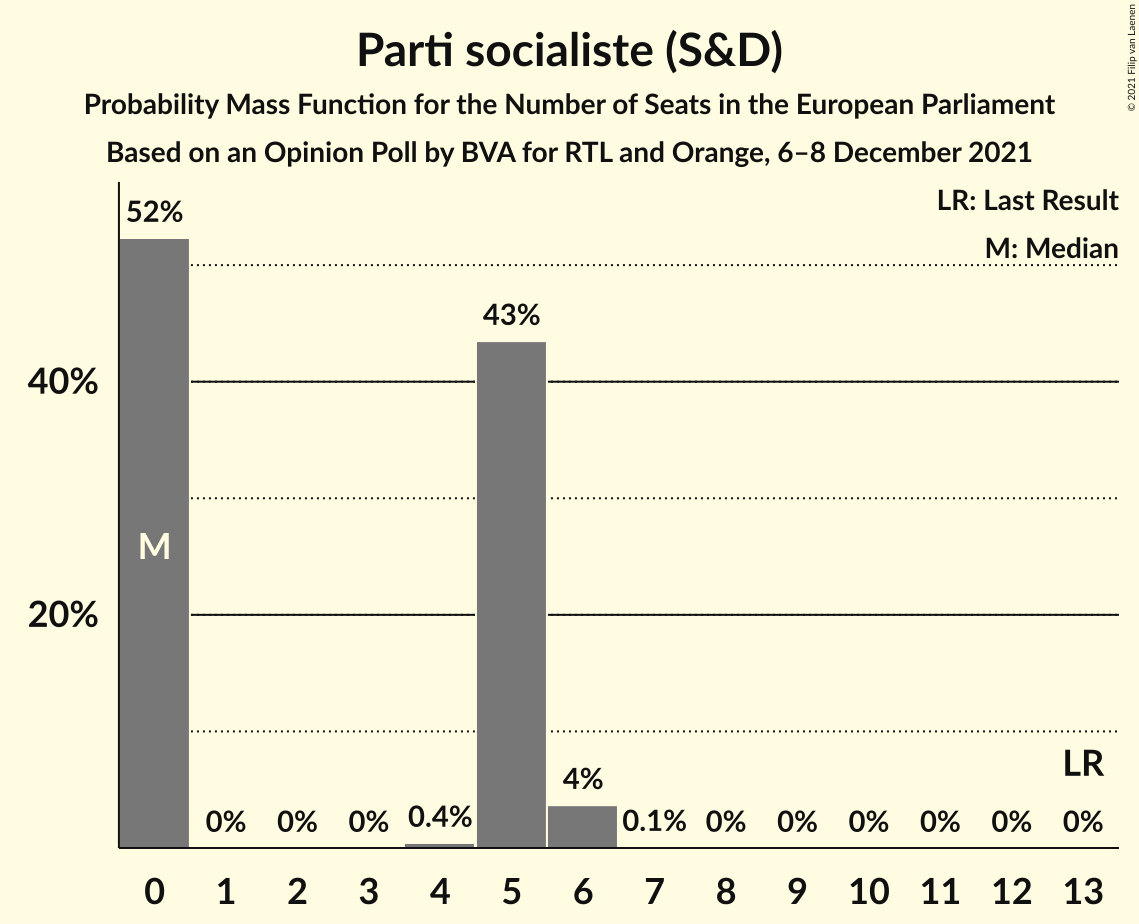 Parti socialiste (S&D)
Probability Mass Function for the Number of Seats in the European Parliament
Based on an Opinion Poll by BVA for RTL and Orange, 6–8 December 2021
© 2021 Filip van Laenen
LR: Last Result
M: Median
52%
43%
40%
M
20%
LR
4%
0% 0% 0% 0.4% 0.1% 0% 0% 0% 0% 0% 0%
0 1 2 3 4 5 6 7 8 9 10 11 12 13